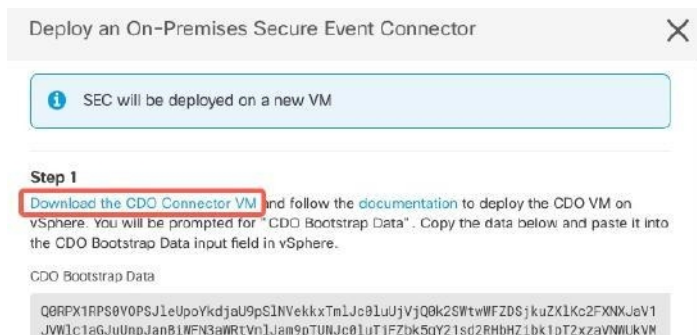 Deploy an On-Premises Secure Event Connector
SEC will be deployed on a new VM
Step 1
Download the CDO Connector VM and follow the documentation to deploy the CDO VM on
vSphere. You will be prompted for "CDO Bootstrap Data". Copy the data below and paste it into
the CDO Bootstrap Data input field in vSphere.
CDO Bootstrap Data